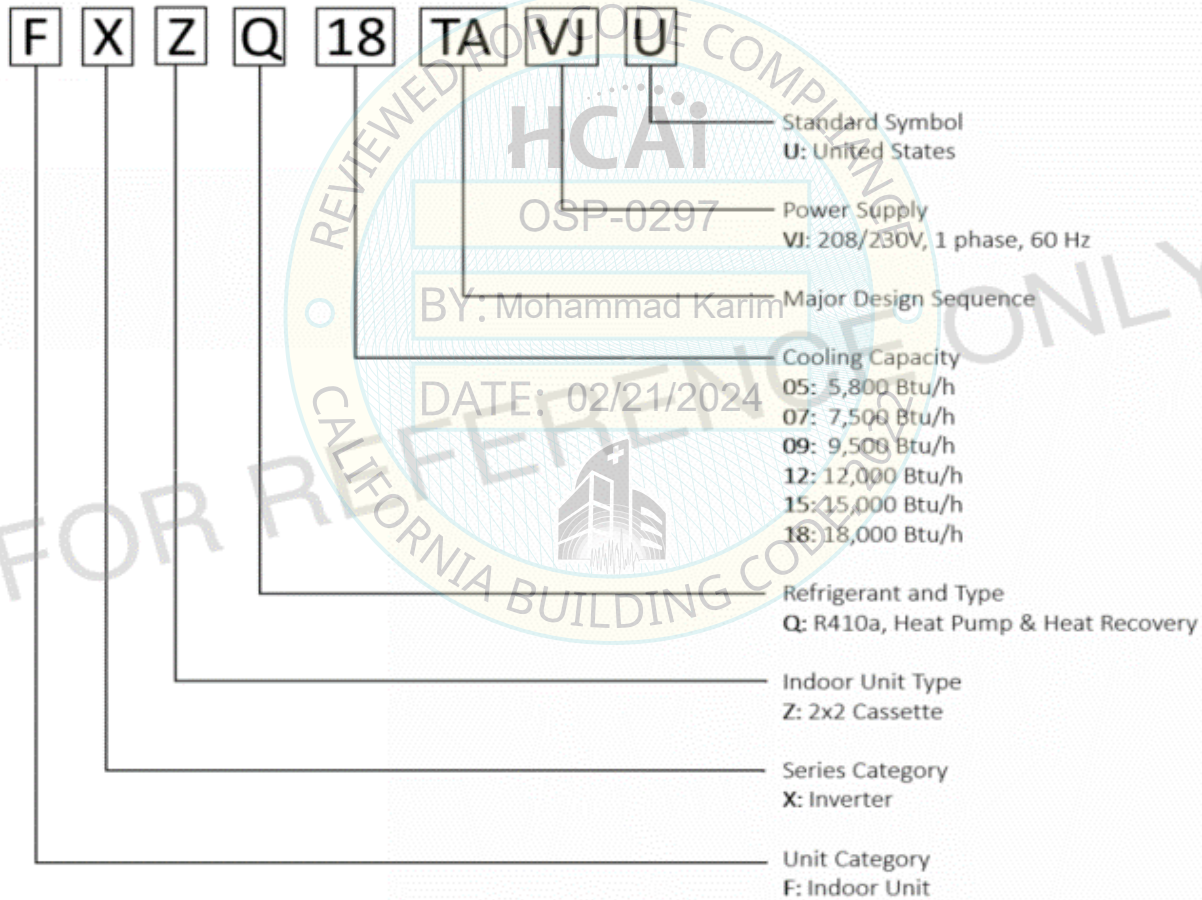 F X Z Q 18 TA VJ U
REVIEWED FOR CODE COMPLIANCE
HCAi
OSP-0297
BY: Mohammad Karim
DATE: 02/21/2024
CALIFORNIA BUILDING CODE 2022
FOR REFERENCE ONLY
Standard Symbol
U: United States
Power Supply
VJ: 208/230V, 1 phase, 60 Hz
Major Design Sequence
Cooling Capacity
05: 5,800 Btu/h
07: 7,500 Btu/h
09: 9,500 Btu/h
12: 12,000 Btu/h
15: 15,000 Btu/h
18: 18,000 Btu/h
Refrigerant and Type
Q: R410a, Heat Pump & Heat Recovery
Indoor Unit Type
Z: 2x2 Cassette
Series Category
X: Inverter
Unit Category
F: Indoor Unit